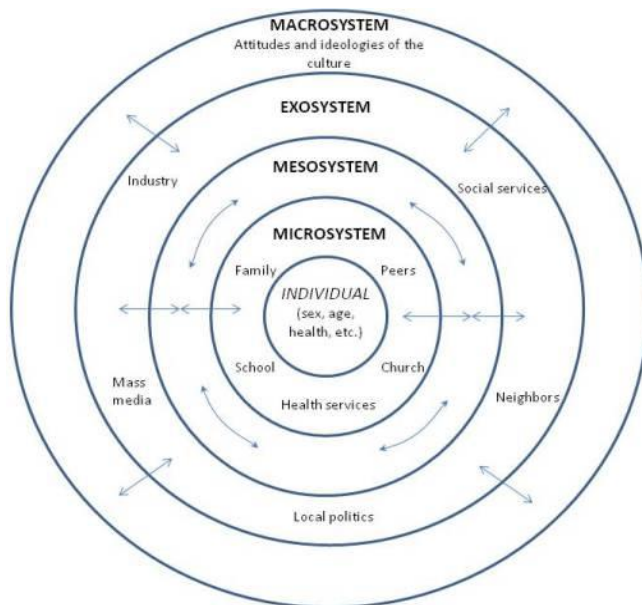 MACROSYSTEM
Attitudes and ideologies of the
culture
EXOSYSTEM
Industry
Social services
MESOSYSTEM
MICROSYSTEM
Family
Peers
INDIVIDUAL
(sex, age,
health, etc.)
School
Church
Mass
media
Health services
Neighbors
Local politics